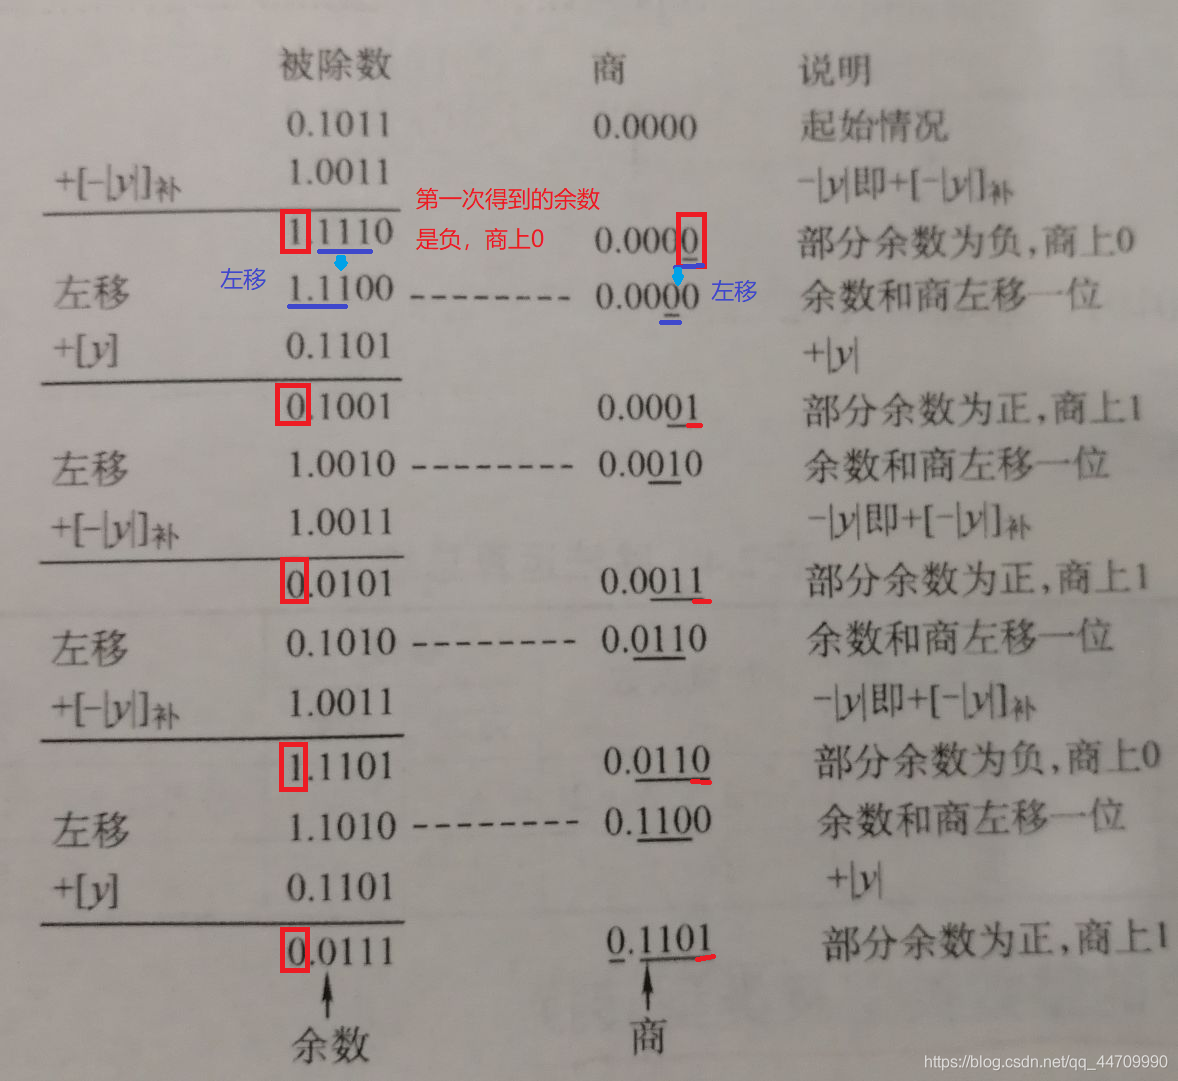 被除数 商 说明
0.1011 0.0000 起始情况
+[-|y|]补 1.0011 -|y|即+[-|y|]补
第一次得到的余数
1.1110 是负，商上0 0.0000 部分余数为负,商上0
左移 左移 1.1100 --------- 0.0000 左移 余数和商左移一位
+[y] 0.1101 +|y|
0.1001 0.0001 部分余数为正,商上1
左移 1.0010 --------- 0.0010 余数和商左移一位
+[-|y|]补 1.0011 -|y|即+[-|y|]补
0.0101 0.0011 部分余数为正,商上1
左移 0.1010 --------- 0.0110 余数和商左移一位
+[-|y|]补 1.0011 -|y|即+[-|y|]补
1.1101 0.0110 部分余数为负,商上0
左移 1.1010 --------- 0.1100 余数和商左移一位
+[y] 0.1101 +|y|
0.0111 0.1101 部分余数为正,商上1
余数 商
https://blog.csdn.net/qq_44709990